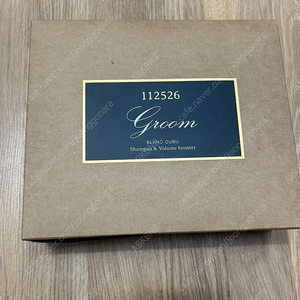 112526
Groom
BLANC DUBU
Shampoo & Volume booster